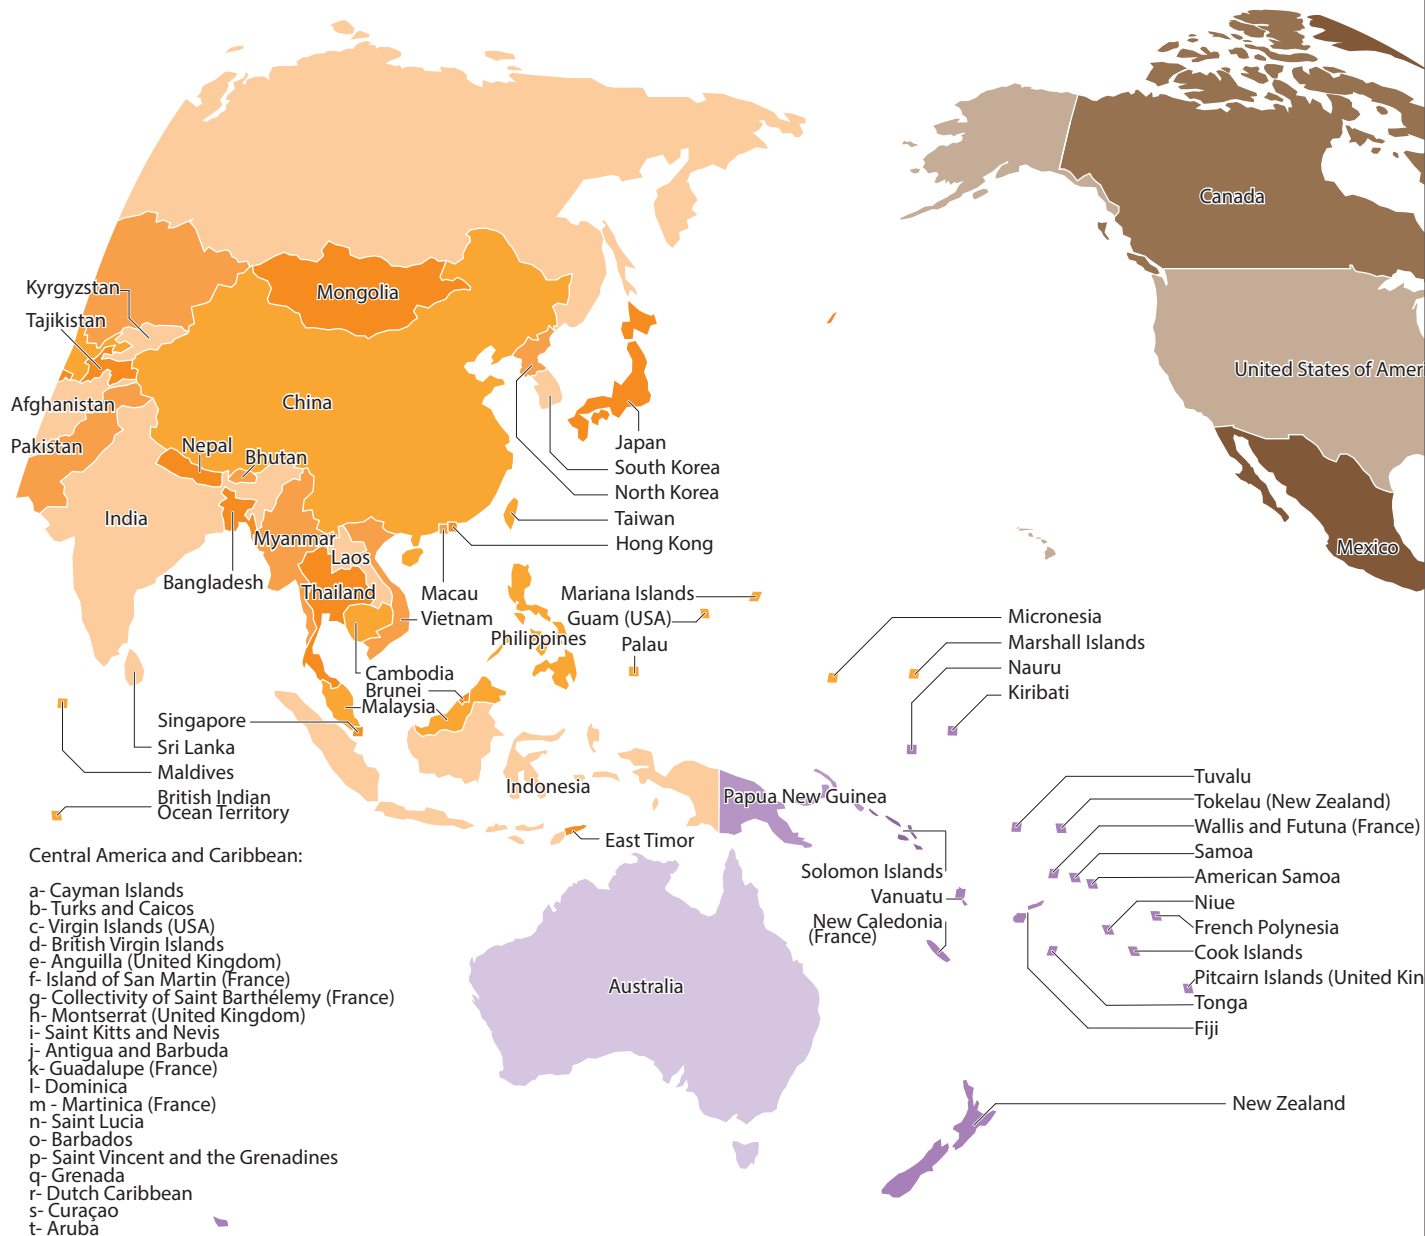 Canada
Kyrgyzstan
Mongolia
Tajikistan
United States of Ameri
China
Afghanistan
Pakistan
Nepal
Bhutan
Japan
South Korea
North Korea
India
Taiwan
Myanmar
Hong Kong
Mexico
Laos
Bangladesh
Thailand
Macau
Mariana Islands
Vietnam
Guam (USA)
Micronesia
Philippines
Palau
Marshall Islands
Nauru
Cambodia
Brunei
Kiribati
Malaysia
Singapore
Sri Lanka
Maldives
Indonesia
Papua New Guinea
Tuvalu
British Indian
Ocean Territory
Tokelau (New Zealand)
Wallis and Futuna (France)
East Timor
Samoa
Solomon Islands
American Samoa
Vanuatu
Niue
New Caledonia
(France)
French Polynesia
Cook Islands
Pitcairn Islands (United Kin
Australia
Tonga
Fiji
New Zealand
Central America and Caribbean:
a- Cayman Islands
b- Turks and Caicos
c- Virgin Islands (USA)
d- British Virgin Islands
e- Anguilla (United Kingdom)
f- Island of San Martin (France)
g- Collectivity of Saint Barthélemy (France)
h- Montserrat (United Kingdom)
i- Saint Kitts and Nevis
j- Antigua and Barbuda
k- Guadalupe (France)
l- Dominica
m - Martinica (France)
n- Saint Lucia
o- Barbados
p- Saint Vincent and the Grenadines
q- Grenada
r- Dutch Caribbean
s- Curaçao
t- Aruba